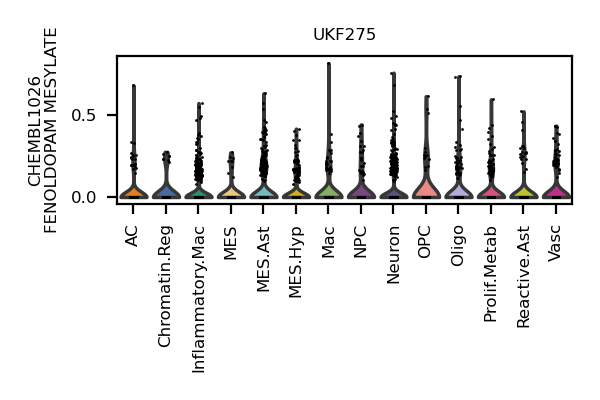 UKF275
CHEMBL1026
FENOLDOPAM MESYLATE
0.5
0.0
AC
Chromatin.Reg
Inflammatory.Mac
MES
MES.Ast
MES.Hyp
Mac
NPC
Neuron
OPC
Oligo
Prolif.Metab
Reactive.Ast
Vasc